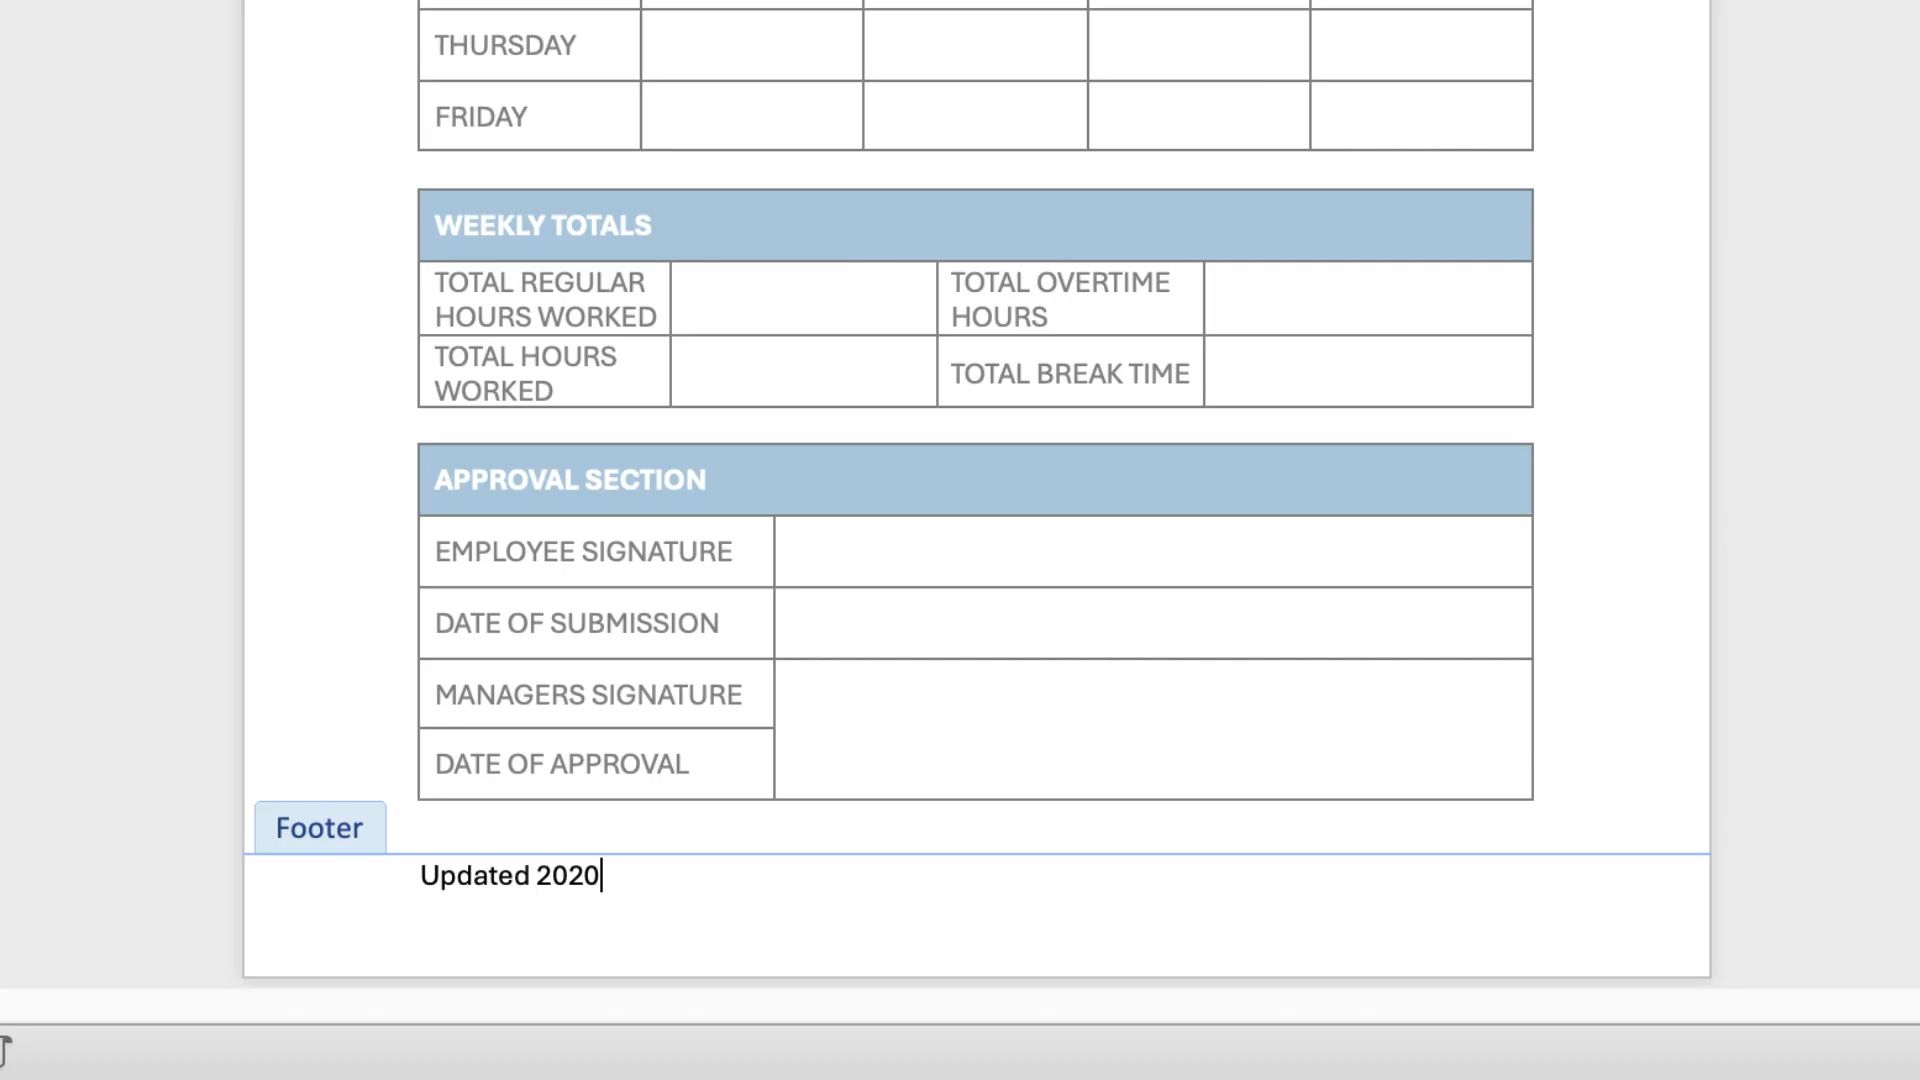 THURSDAY
FRIDAY
WEEKLY TOTALS
TOTAL REGULAR
HOURS WORKED
TOTAL OVERTIME
HOURS
TOTAL HOURS
WORKED
TOTAL BREAK TIME
APPROVAL SECTION
EMPLOYEE SIGNATURE
DATE OF SUBMISSION
MANAGERS SIGNATURE
DATE OF APPROVAL
Footer
Updated 2020